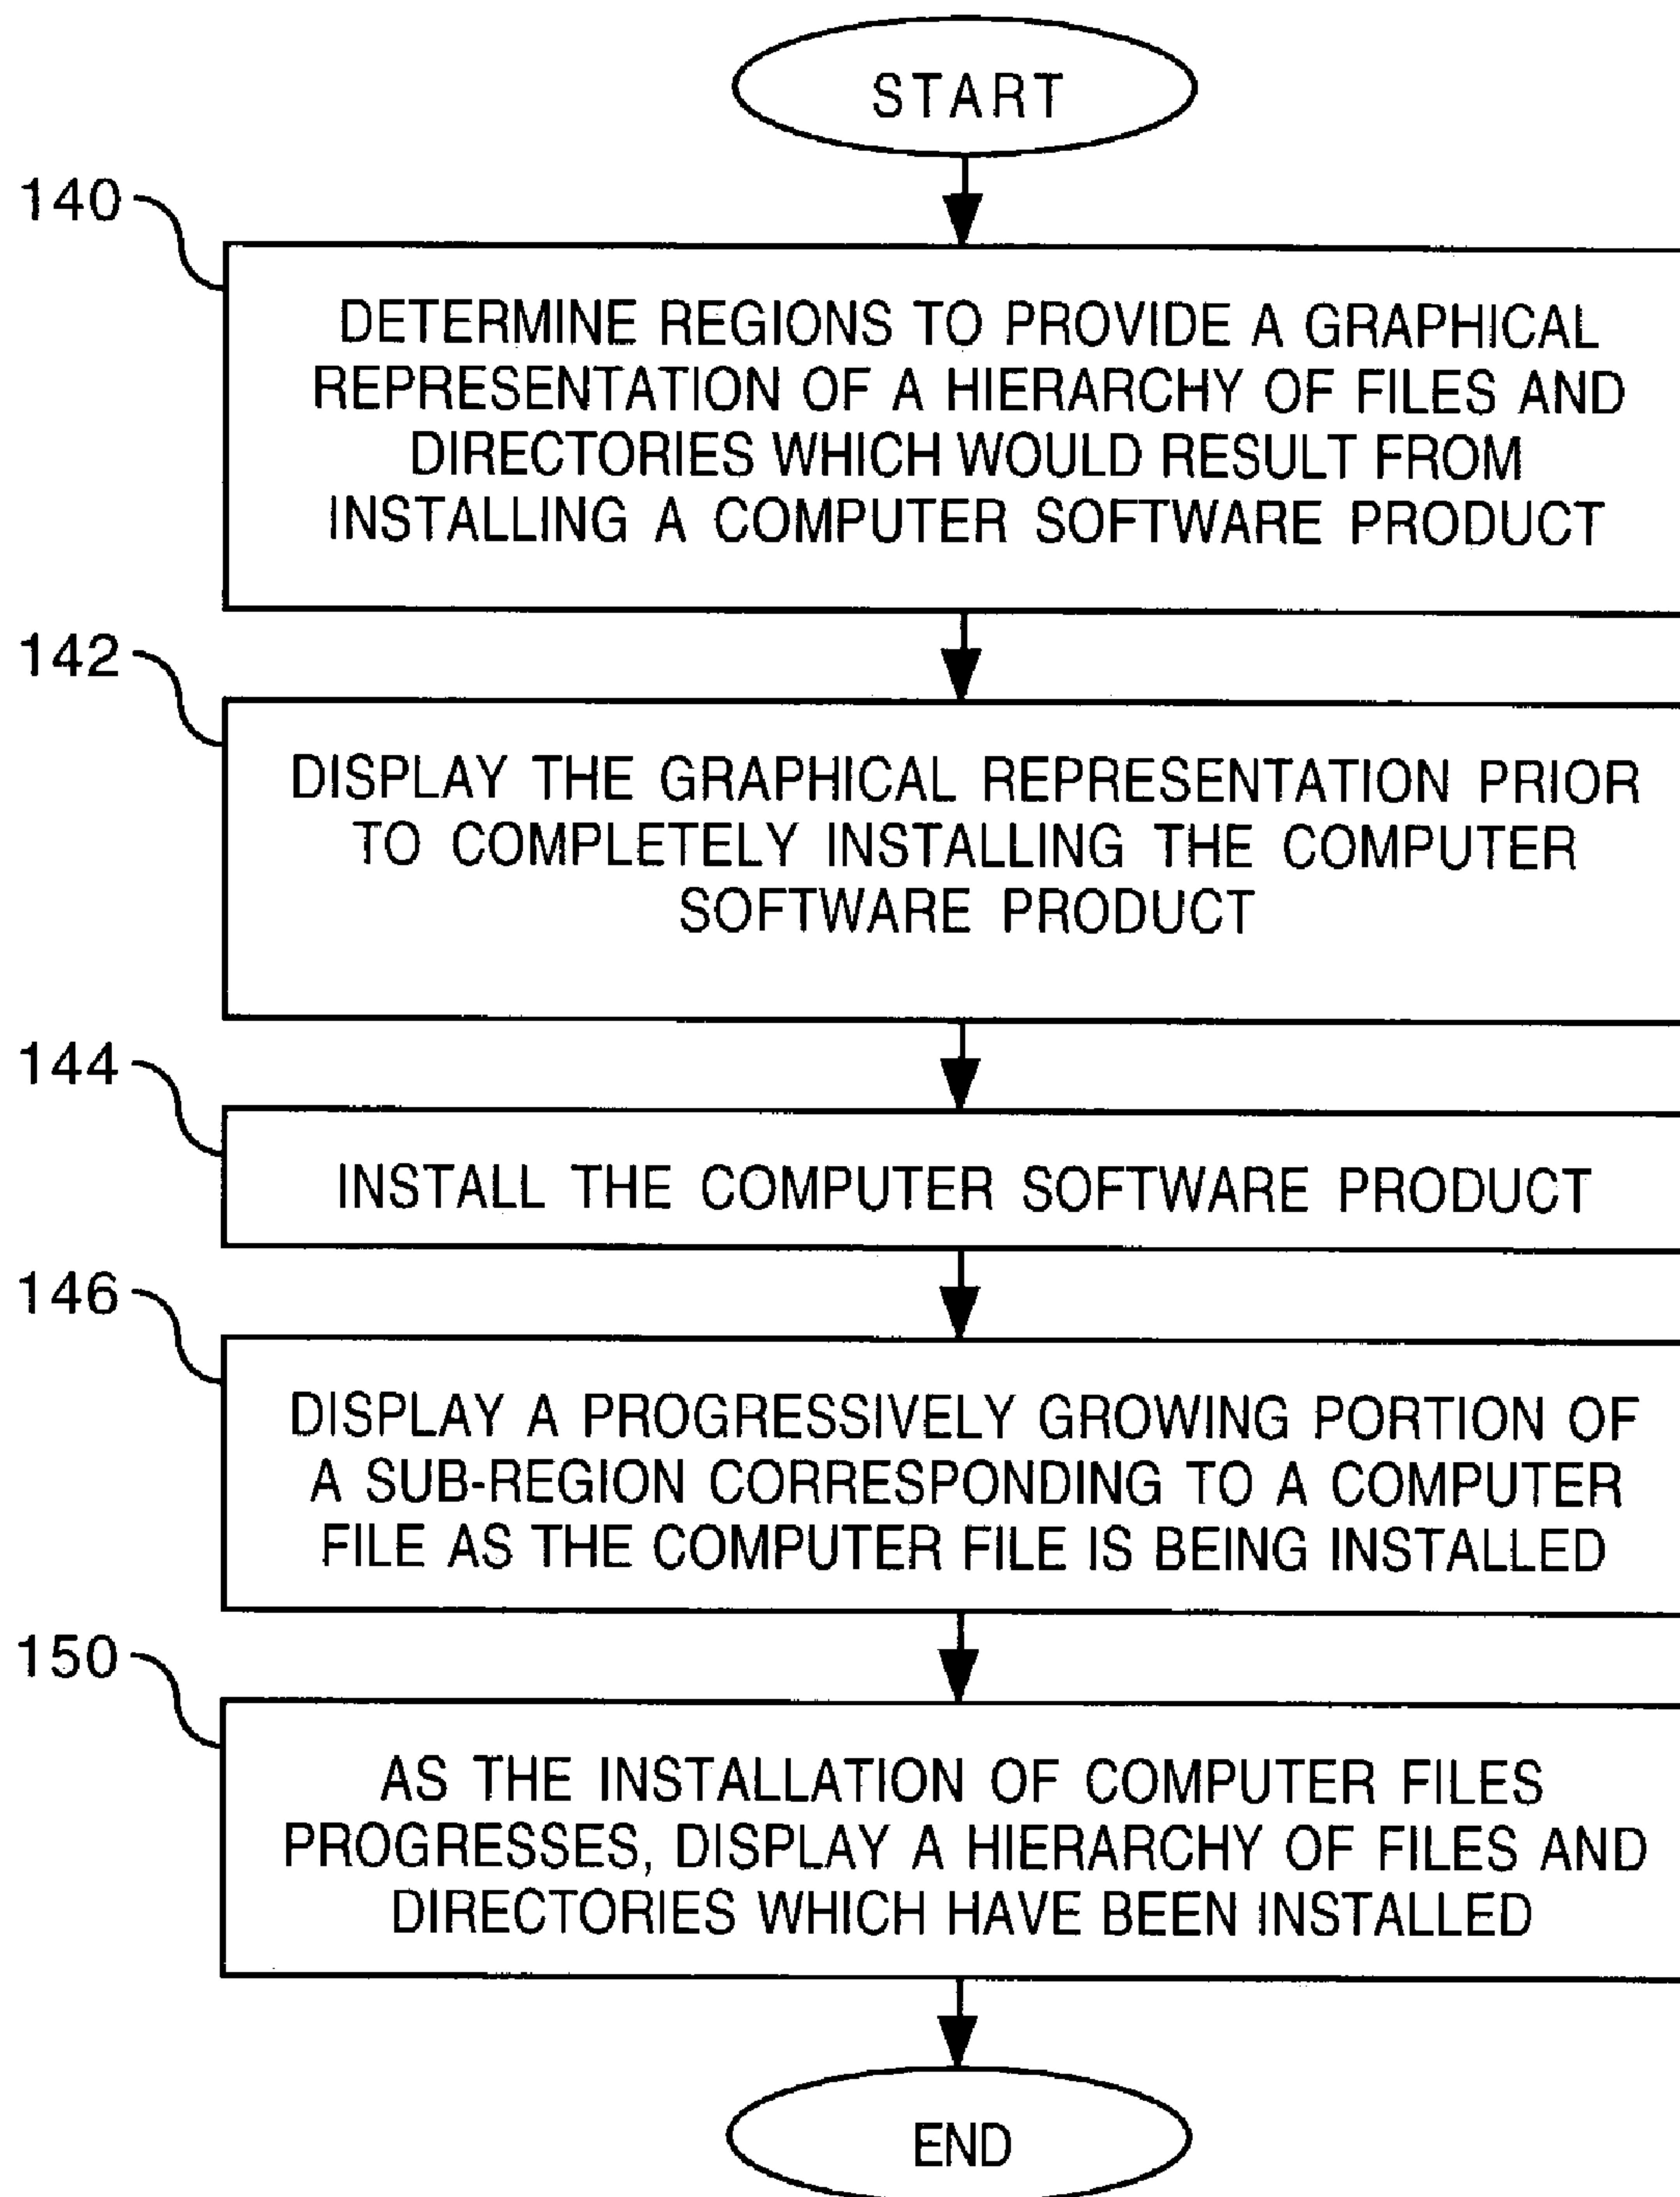 START
140
DETERMINE REGIONS TO PROVIDE A GRAPHICAL
REPRESENTATION OF A HIERARCHY OF FILES AND
DIRECTORIES WHICH WOULD RESULT FROM
INSTALLING A COMPUTER SOFTWARE PRODUCT
142
DISPLAY THE GRAPHICAL REPRESENTATION PRIOR
TO COMPLETELY INSTALLING THE COMPUTER
SOFTWARE PRODUCT
144
INSTALL THE COMPUTER SOFTWARE PRODUCT
146
DISPLAY A PROGRESSIVELY GROWING PORTION OF
A SUB-REGION CORRESPONDING TO A COMPUTER
FILE AS THE COMPUTER FILE IS BEING INSTALLED
150
AS THE INSTALLATION OF COMPUTER FILES
PROGRESSES, DISPLAY A HIERARCHY OF FILES AND
DIRECTORIES WHICH HAVE BEEN INSTALLED
END